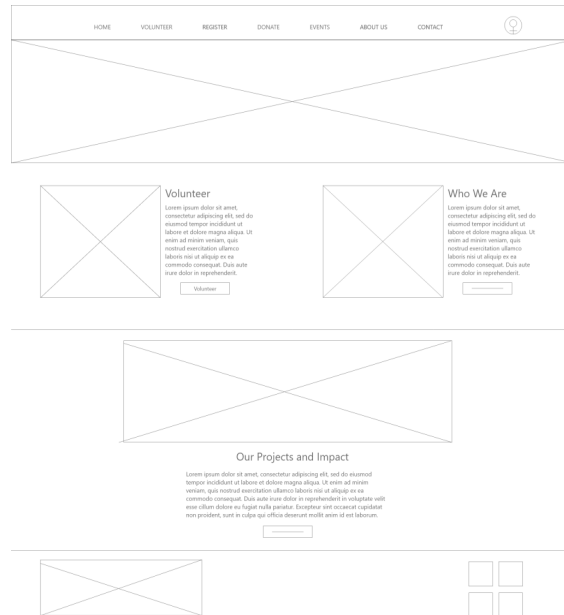 HOME VOLUNTEER REGISTER DONATE EVENTS ABOUT US CONTACT
Volunteer
Lorem ipsum dolor sit amet,
consectetur adipiscing elit, sed do
eiusmod tempor incididunt ut
labore et dolore magna aliqua. Ut
enim ad minim veniam, quis
nostrud exercitation ullamco
laboris nisi ut aliquip ex ea
commodo consequat. Duis aute
irure dolor in reprehenderit.
Volunteer
Who We Are
Lorem ipsum dolor sit amet,
consectetur adipiscing elit, sed do
eiusmod tempor incididunt ut
labore et dolore magna aliqua. Ut
enim ad minim veniam, quis
nostrud exercitation ullamco
laboris nisi ut aliquip ex ea
commodo consequat. Duis aute
irure dolor in reprehenderit.
Our Projects and Impact
Lorem ipsum dolor sit amet, consectetur adipiscing elit, sed do eiusmod
tempor incididunt ut labore et dolore magna aliqua. Ut enim ad minim
veniam, quis nostrud exercitation ullamco laboris nisi ut aliquip ex ea
commodo consequat. Duis aute irure dolor in reprehenderit in voluptate velit
esse cillum dolore eu fugiat nulla pariatur. Excepteur sint occaecat cupidatat
non proident, sunt in culpa qui officia deserunt mollit anim id est laborum.